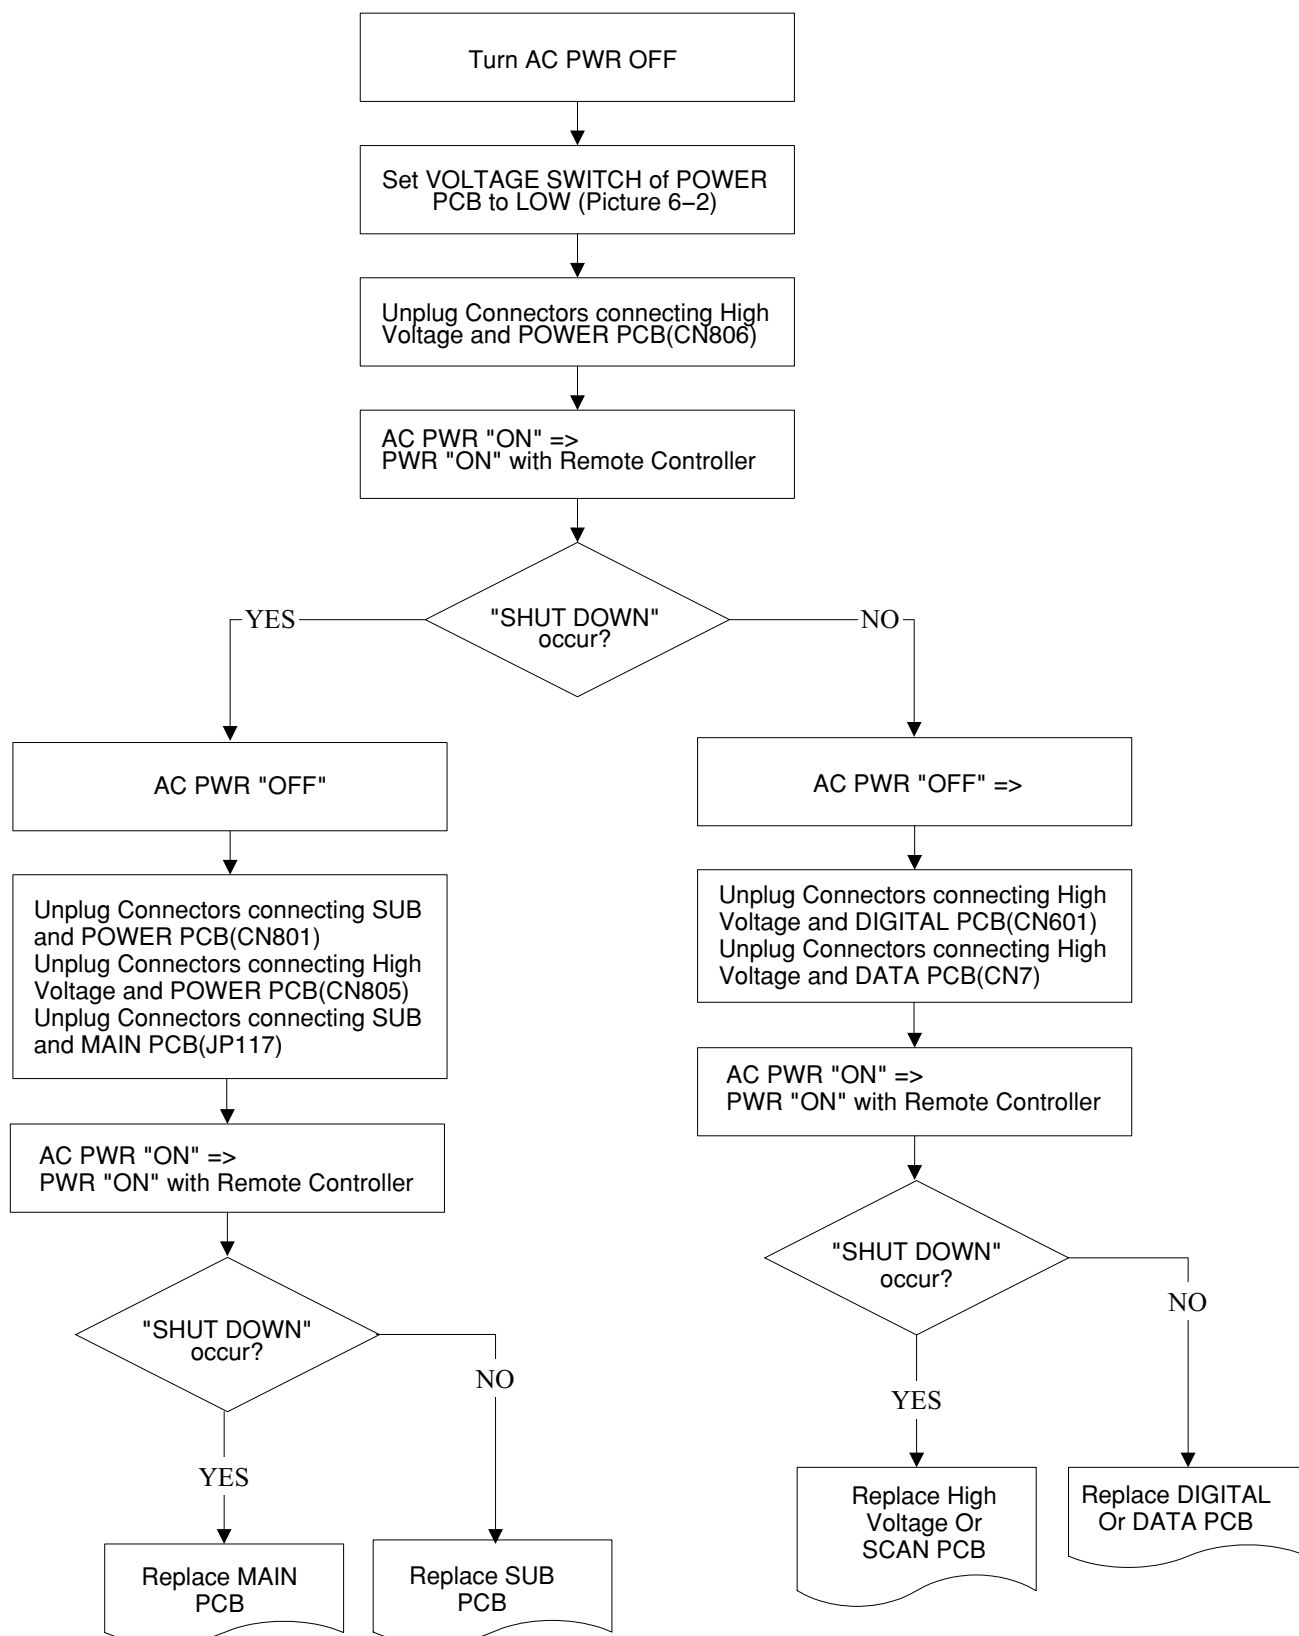 Turn AC PWR OFF
Set VOLTAGE SWITCH of POWER
PCB to LOW (Picture 6−2)
Unplug Connectors connecting High
Voltage and POWER PCB(CN806)
AC PWR "ON" =>
PWR "ON" with Remote Controller
"SHUT DOWN"
occur?
YES
NO
AC PWR "OFF"
Unplug Connectors connecting SUB
and POWER PCB(CN801)
Unplug Connectors connecting High
Voltage and POWER PCB(CN805)
Unplug Connectors connecting SUB
and MAIN PCB(JP117)
AC PWR "ON" =>
PWR "ON" with Remote Controller
"SHUT DOWN"
occur?
YES
NO
Replace MAIN
PCB
Replace SUB
PCB
AC PWR "OFF" =>
Unplug Connectors connecting High
Voltage and DIGITAL PCB(CN601)
Unplug Connectors connecting High
Voltage and DATA PCB(CN7)
AC PWR "ON" =>
PWR "ON" with Remote Controller
"SHUT DOWN"
occur?
YES
NO
Replace High
Voltage Or
SCAN PCB
Replace DIGITAL
Or DATA PCB